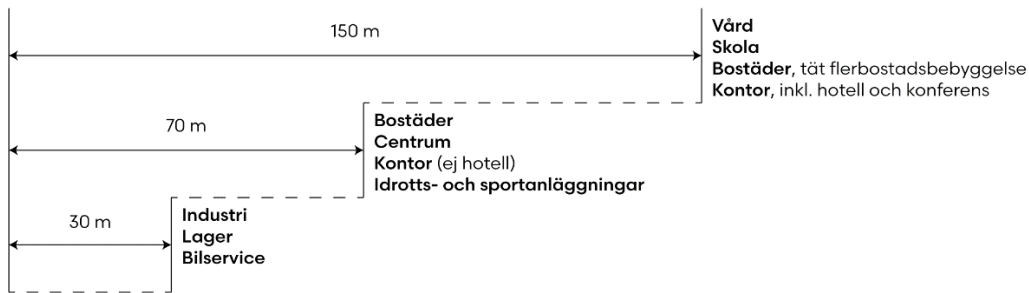 150 m
Vård
Skola
Bostäder, tät flerbostadsbebyggelse
Kontor, inkl. hotell och konferens
70 m
Bostäder
Centrum
Kontor (ej hotell)
Idrotts- och sportanläggningar
30 m
Industri
Lager
Bilservice